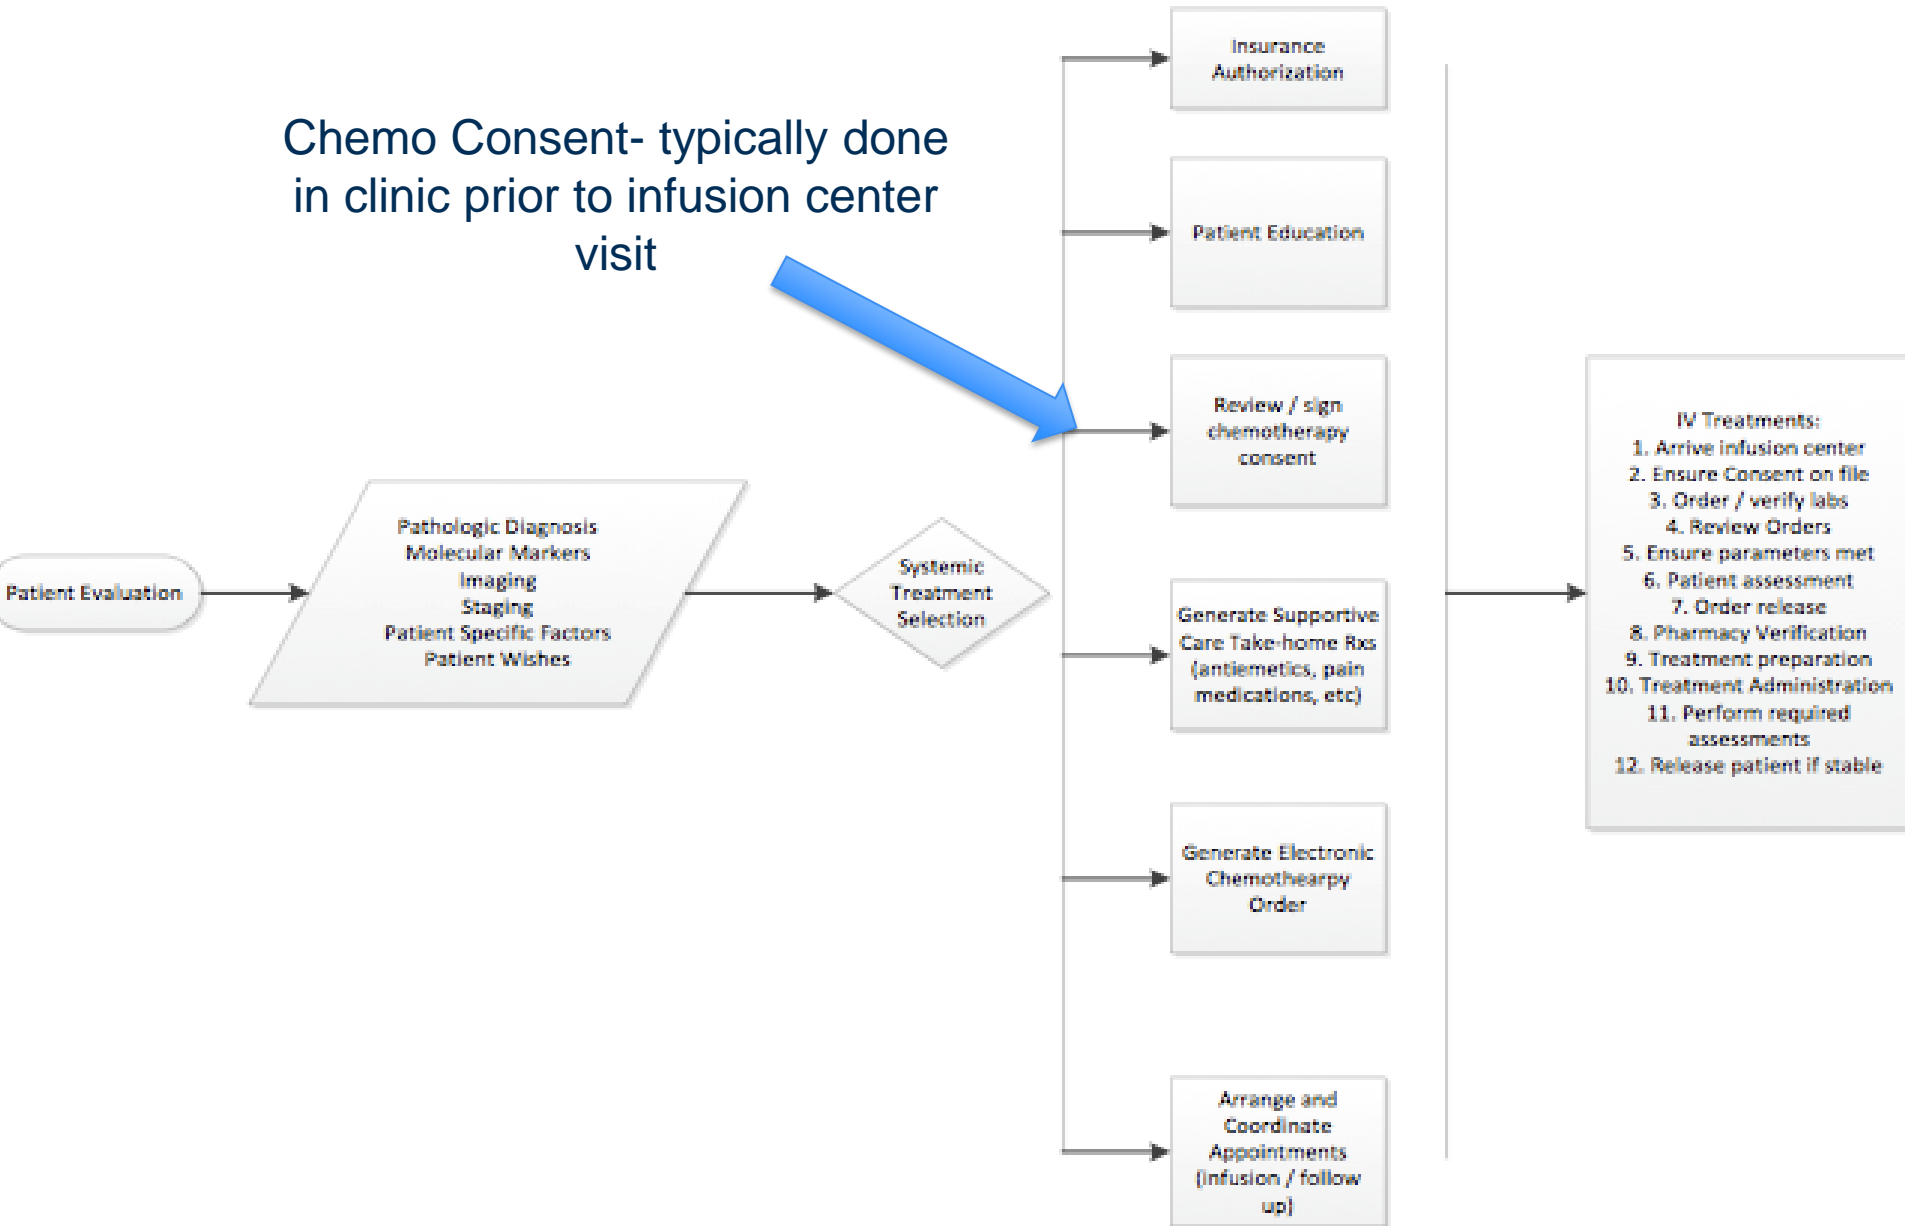 Chemo Consent- typically done
in clinic prior to infusion center
visit
Patient Evaluation
Pathologic Diagnosis
Molecular Markers
Imaging
Staging
Patient Specific Factors
Patient Wishes
Systemic
Treatment
Selection
Insurance
Authorization
Patient Education
Review / sign
chemotherapy
consent
Generate Supportive
Care Take-home Rxs
(antiemetics, pain
medications, etc)
Generate Electronic
Chemothearpy
Order
Arrange and
Coordinate
Appointments
(infusion / follow
up)
IV Treatments:
1. Arrive infusion center
2. Ensure Consent on file
3. Order / verify labs
4. Review Orders
5. Ensure parameters met
6. Patient assessment
7. Order release
8. Pharmacy Verification
9. Treatment preparation
10. Treatment Administration
11. Perform required
assessments
12. Release patient if stable